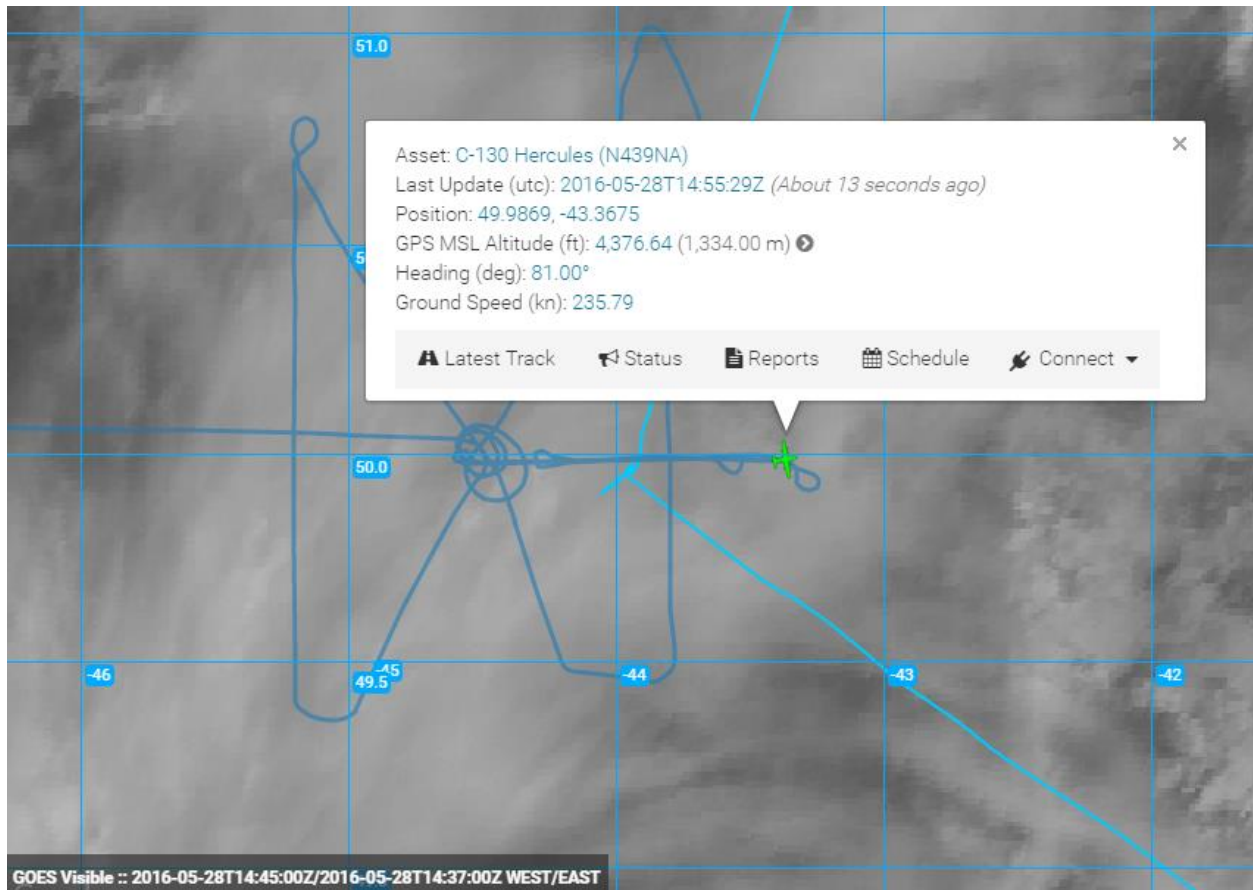 51.0
×
Asset: C-130 Hercules (N439NA)
Last Update (utc): 2016-05-28T14:55:29Z (About 13 seconds ago)
Position: 49.9869, -43.3675
GPS MSL Altitude (ft): 4,376.64 (1,334.00 m)
Heading (deg): 81.00°
Ground Speed (kn): 235.79
Latest Track Status Reports Schedule Connect
50.0
-46 -45 -44 -43 -42
49.5
GOES Visible :: 2016-05-28T14:45:00Z/2016-05-28T14:37:00Z WEST/EAST